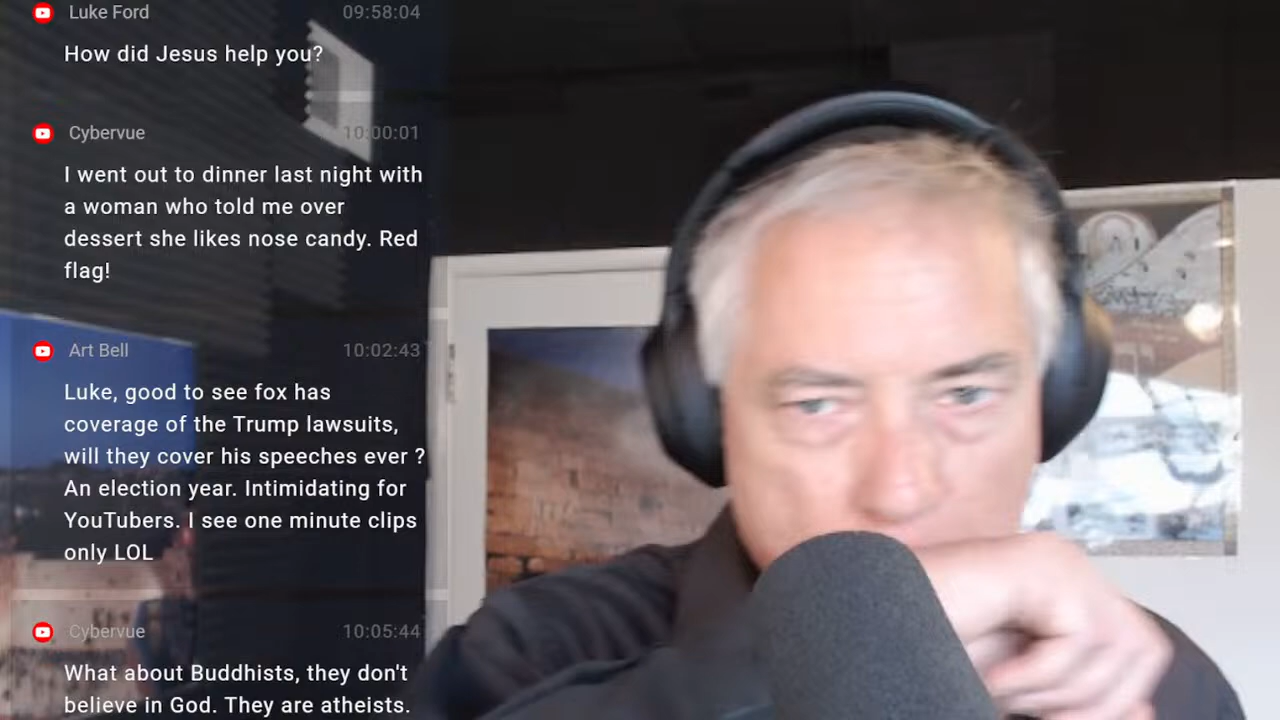 Luke Ford 09:58:04
How did Jesus help you?
Cybervue 10:00:01
I went out to dinner last night with
a woman who told me over
dessert she likes nose candy. Red
flag!
Art Bell 10:02:43
Luke, good to see fox has
coverage of the Trump lawsuits,
will they cover his speeches ever ?
An election year. Intimidating for
YouTubers. I see one minute clips
only LOL
Cybervue 10:05:44
What about Buddhists, they don't
believe in God. They are atheists.